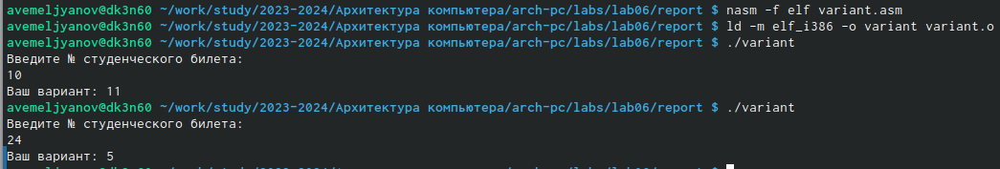 avemeljyanov@dk3n60 ~/work/study/2023-2024/Архитектура компьютера/arch-pc/labs/lab06/report $ nasm -f elf variant.asm
avemeljyanov@dk3n60 ~/work/study/2023-2024/Архитектура компьютера/arch-pc/labs/lab06/report $ ld -m elf_i386 -o variant variant.o
avemeljyanov@dk3n60 ~/work/study/2023-2024/Архитектура компьютера/arch-pc/labs/lab06/report $ ./variant
Введите № студенческого билета:
10
Ваш вариант: 11
avemeljyanov@dk3n60 ~/work/study/2023-2024/Архитектура компьютера/arch-pc/labs/lab06/report $ ./variant
Введите № студенческого билета:
24
Ваш вариант: 5